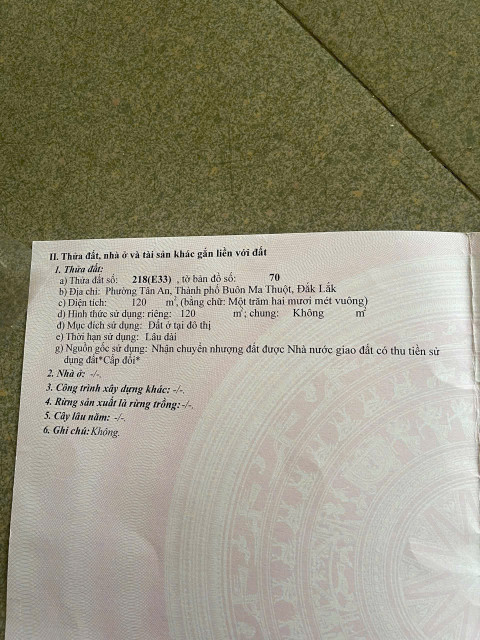 II. Thửa đất, nhà ở và tài sản khác gắn liền với đất
1. Thửa đất:
a) Thửa đất số: 218(E33) , tờ bản đồ số: 70
b) Địa chỉ: Phường Tân An, Thành phố Buôn Ma Thuột, Đắk Lắk
c) Diện tích: 120 m², (bằng chữ: Một trăm hai mươi mét vuông)
d) Hình thức sử dụng: riêng: 120 m²; chung: Không m²
đ) Mục đích sử dụng: Đất ở tại đô thị
e) Thời hạn sử dụng: Lâu dài
g) Nguồn gốc sử dụng: Nhận chuyển nhượng đất được Nhà nước giao đất có thu tiền sử
dụng đất*Cấp đổi*
2. Nhà ở: -/-.
3. Công trình xây dựng khác: -/-.
4. Rừng sản xuất là rừng trồng: -/-.
5. Cây lâu năm: -/-.
6. Ghi chú: Không.